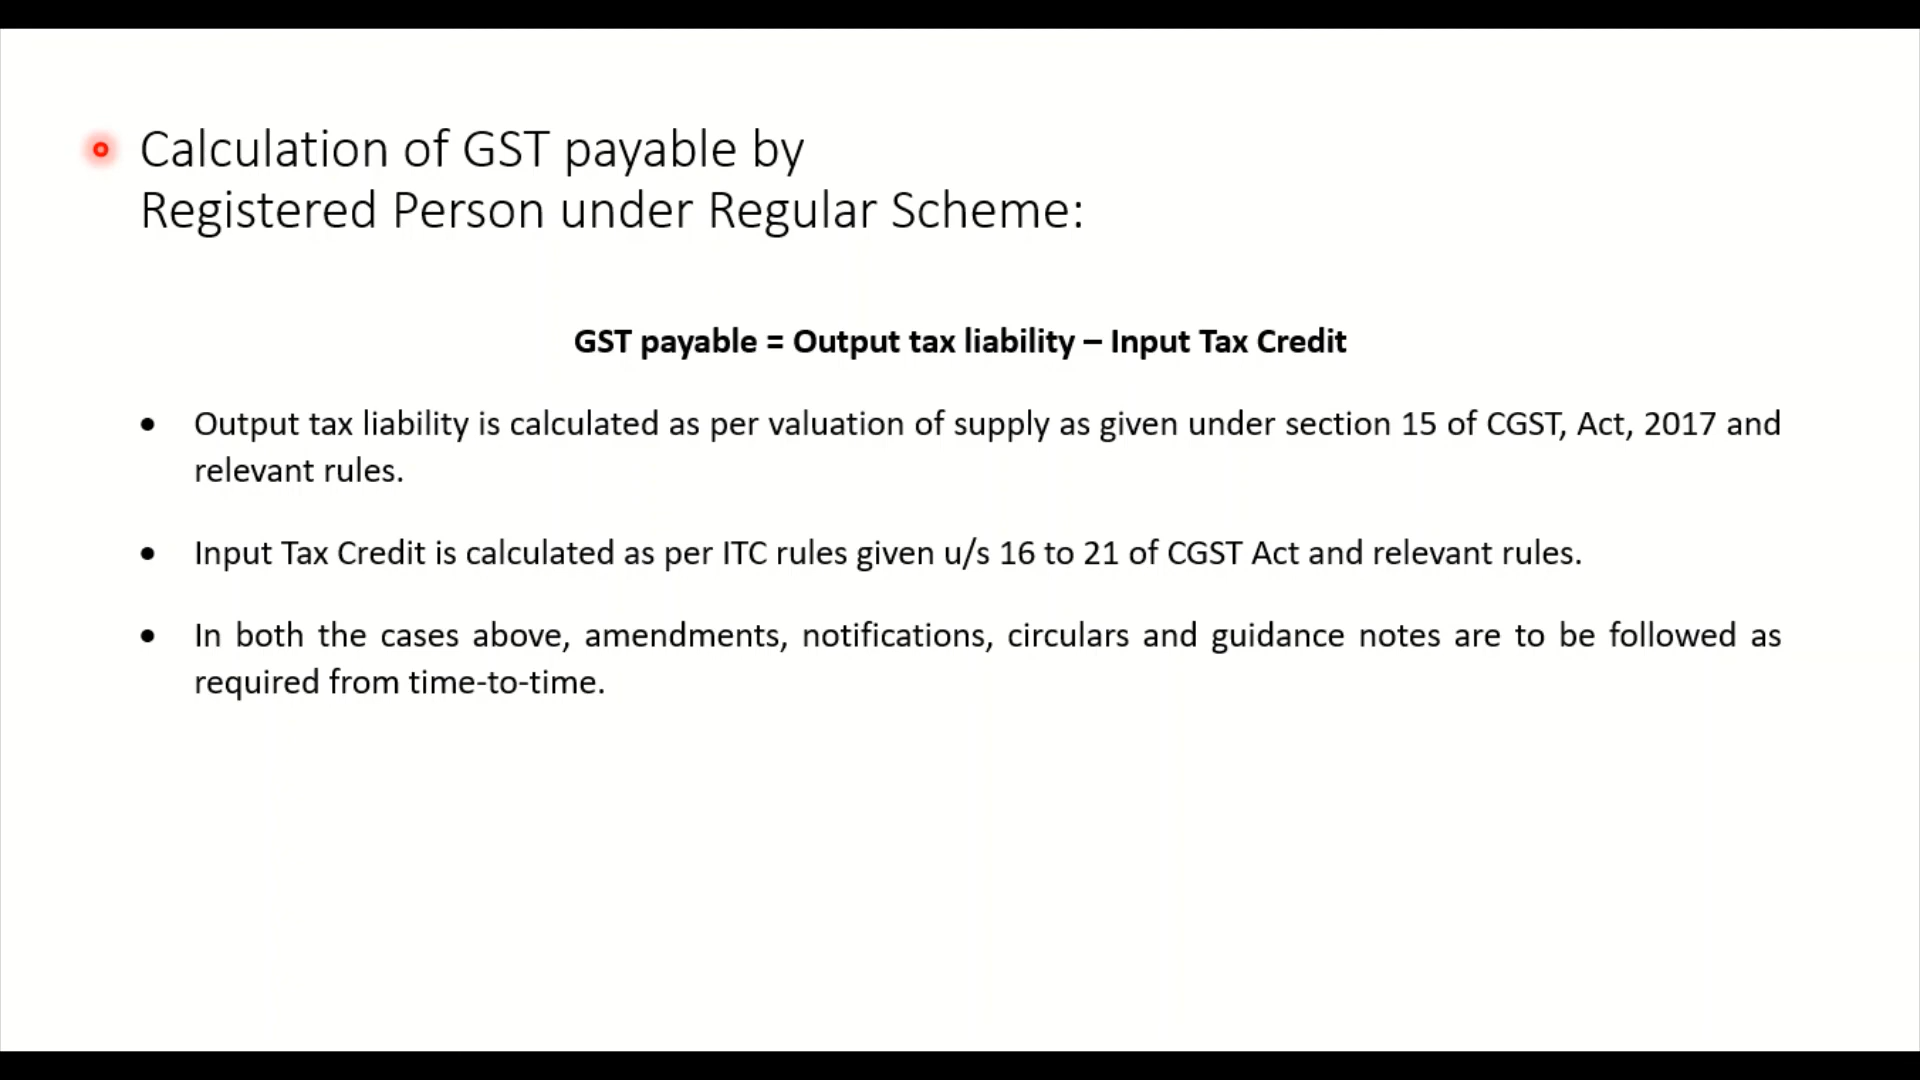 Calculation of GST payable by
Registered Person under Regular Scheme:
GST payable = Output tax liability – Input Tax Credit
• Output tax liability is calculated as per valuation of supply as given under section 15 of CGST, Act, 2017 and
relevant rules.
• Input Tax Credit is calculated as per ITC rules given u/s 16 to 21 of CGST Act and relevant rules.
• In both the cases above, amendments, notifications, circulars and guidance notes are to be followed as
required from time-to-time.